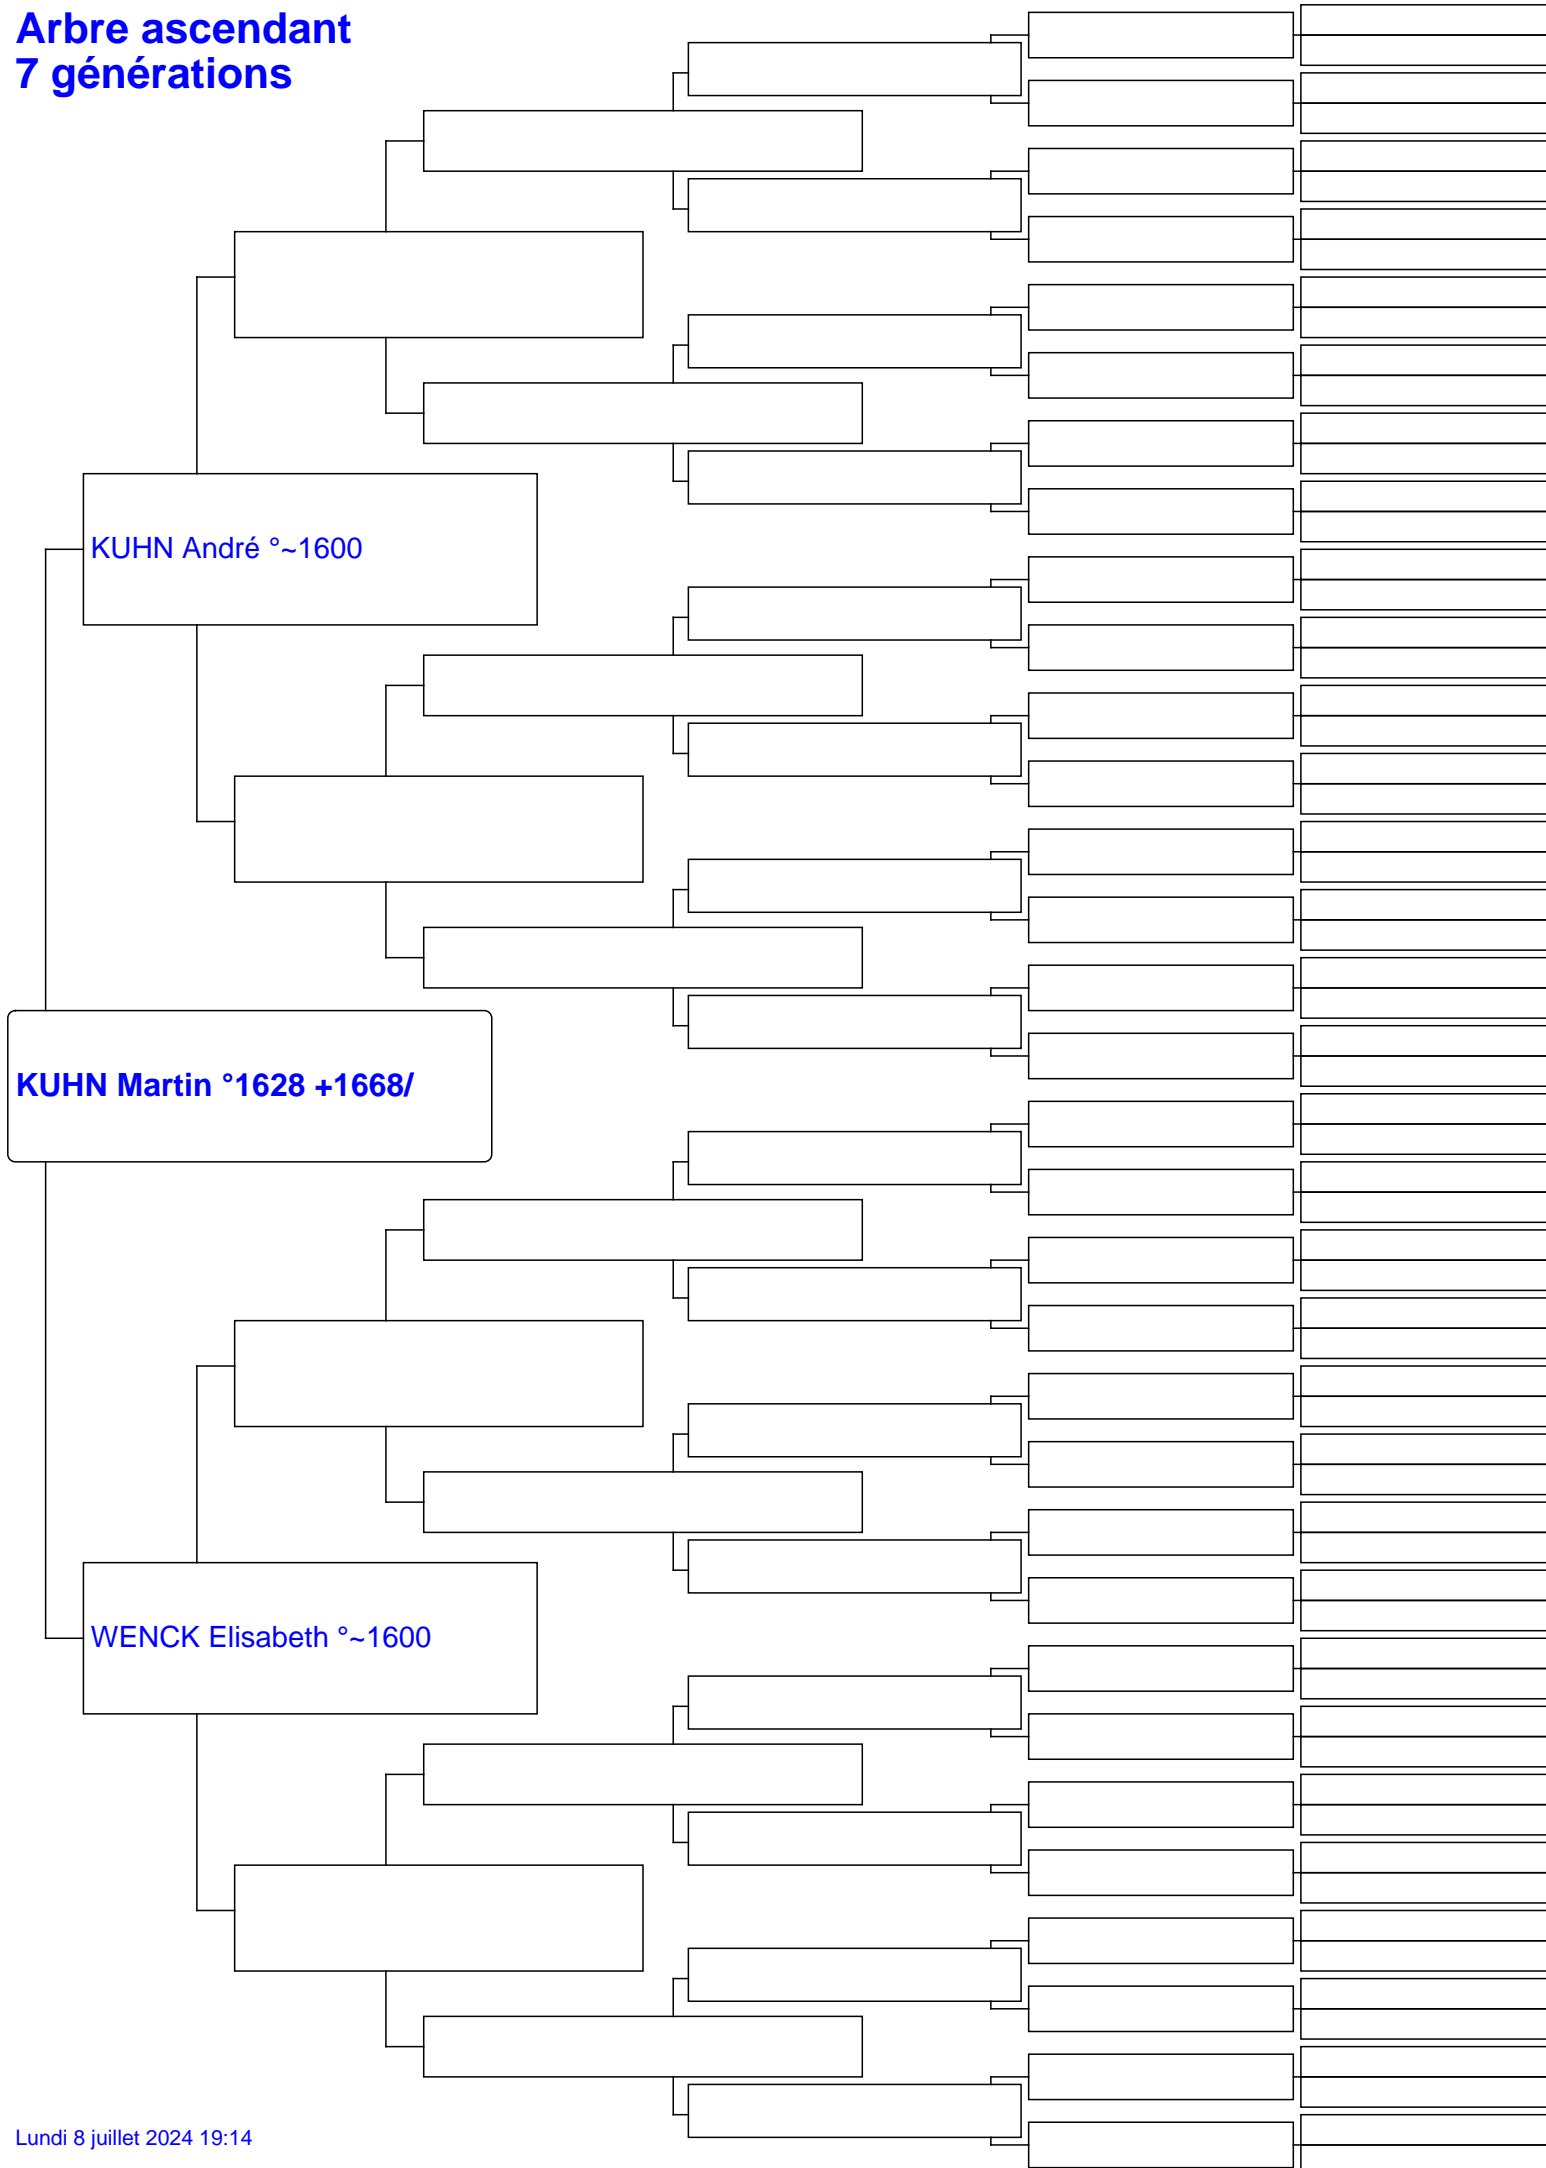 Arbre ascendant
7 générations
KUHN André °~1600
KUHN Martin °1628 +1668/
WENCK Elisabeth °~1600
Lundi 8 juillet 2024 19:14